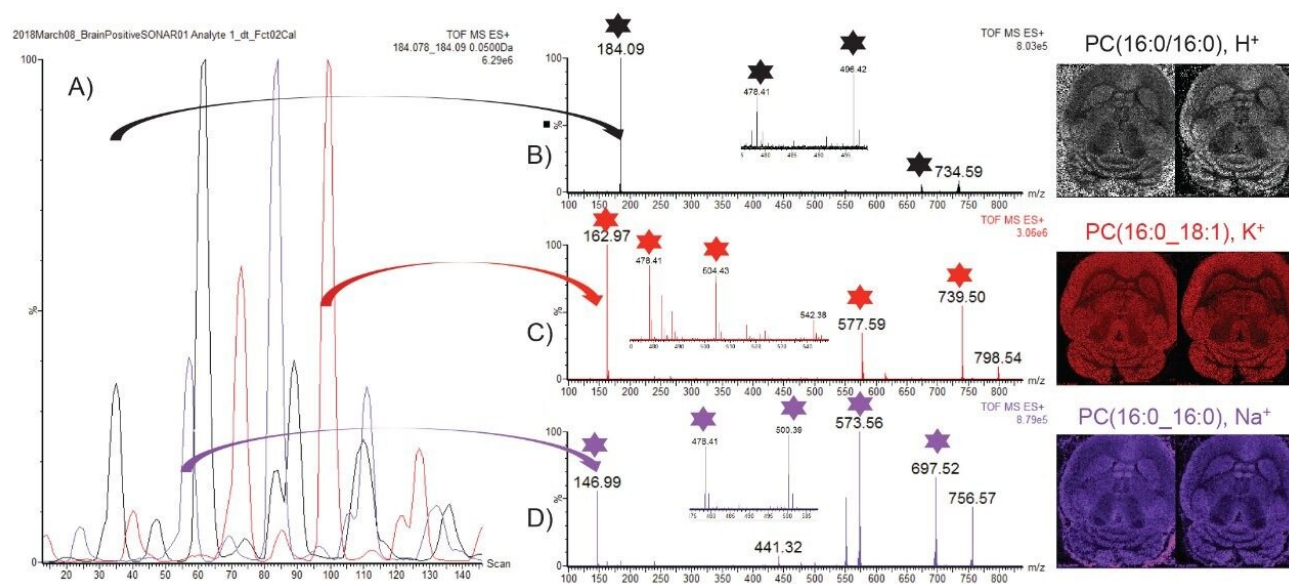 2018March08_BrainPositiveSONAR01 Analyte 1_dt_Fct02Cal
TOF MS ES+
184.078_184.09 0.0500Da
6.29e6
A)
100
%
0
20 30 40 50 60 70 80 90 100 110 120 130 140
Scan
TOF MS ES+
8.03e5
B)
100
%
0
184.09
478.41
496.42
734.59
100 150 200 250 300 350 400 450 500 550 600 650 700 750 800
m/z
PC(16:0/16:0), H+
TOF MS ES+
3.06e6
C)
100
%
0
162.97
478.41
504.43
542.38
577.59
739.50
798.54
100 150 200 250 300 350 400 450 500 550 600 650 700 750 800
m/z
PC(16:0_18:1), K+
TOF MS ES+
8.79e5
D)
100
%
0
146.99
478.41
500.39
573.56
697.52
756.57
441.32
100 150 200 250 300 350 400 450 500 550 600 650 700 750 800
m/z
PC(16:0_16:0), Na+